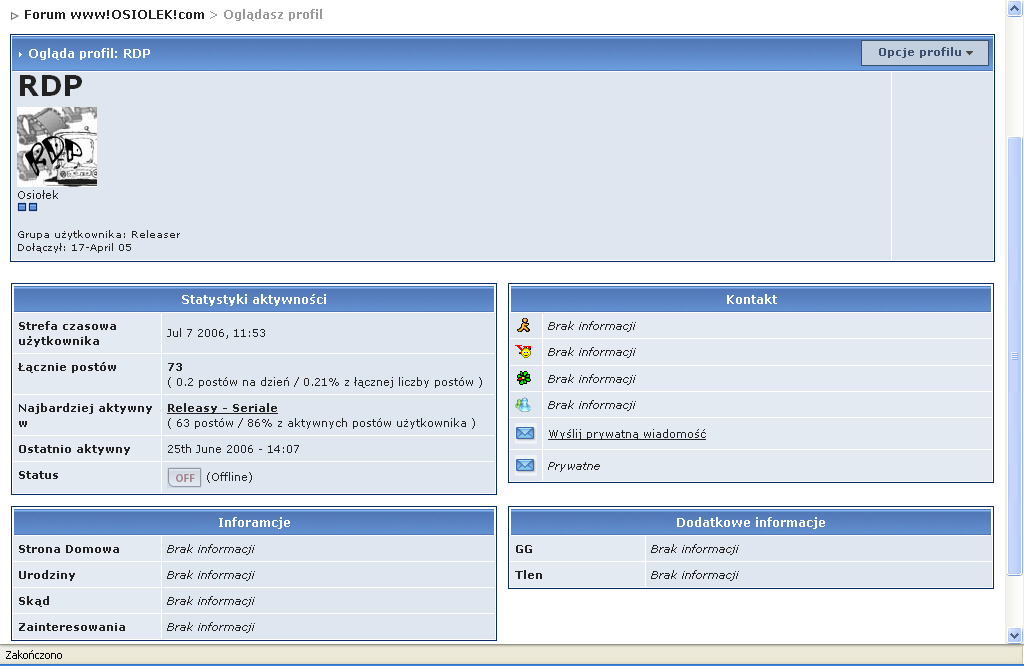 Forum www!OSIOLEK!com > Oglądasz profil
Ogląda profil: RDP
Opcje profilu
RDP
RDP
Osiołek
Grupa użytkownika: Releaser
Dołączył: 17-April 05
Statystyki aktywności
Strefa czasowa użytkownika
Jul 7 2006, 11:53
Łącznie postów
73
( 0.2 postów na dzień / 0.21% z łącznej liczby postów )
Najbardziej aktywny w
Releasy - Seriale
( 63 postów / 86% z aktywnych postów użytkownika )
Ostatnio aktywny
25th June 2006 - 14:07
Status
OFF (Offline)
Kontakt
Brak informacji
Brak informacji
Brak informacji
Brak informacji
Wyślij prywatną wiadomość
Prywatne
Inforamcje
Strona Domowa
Brak informacji
Urodziny
Brak informacji
Skąd
Brak informacji
Zainteresowania
Brak informacji
Dodatkowe informacje
GG
Brak informacji
Tlen
Brak informacji
Zakończono